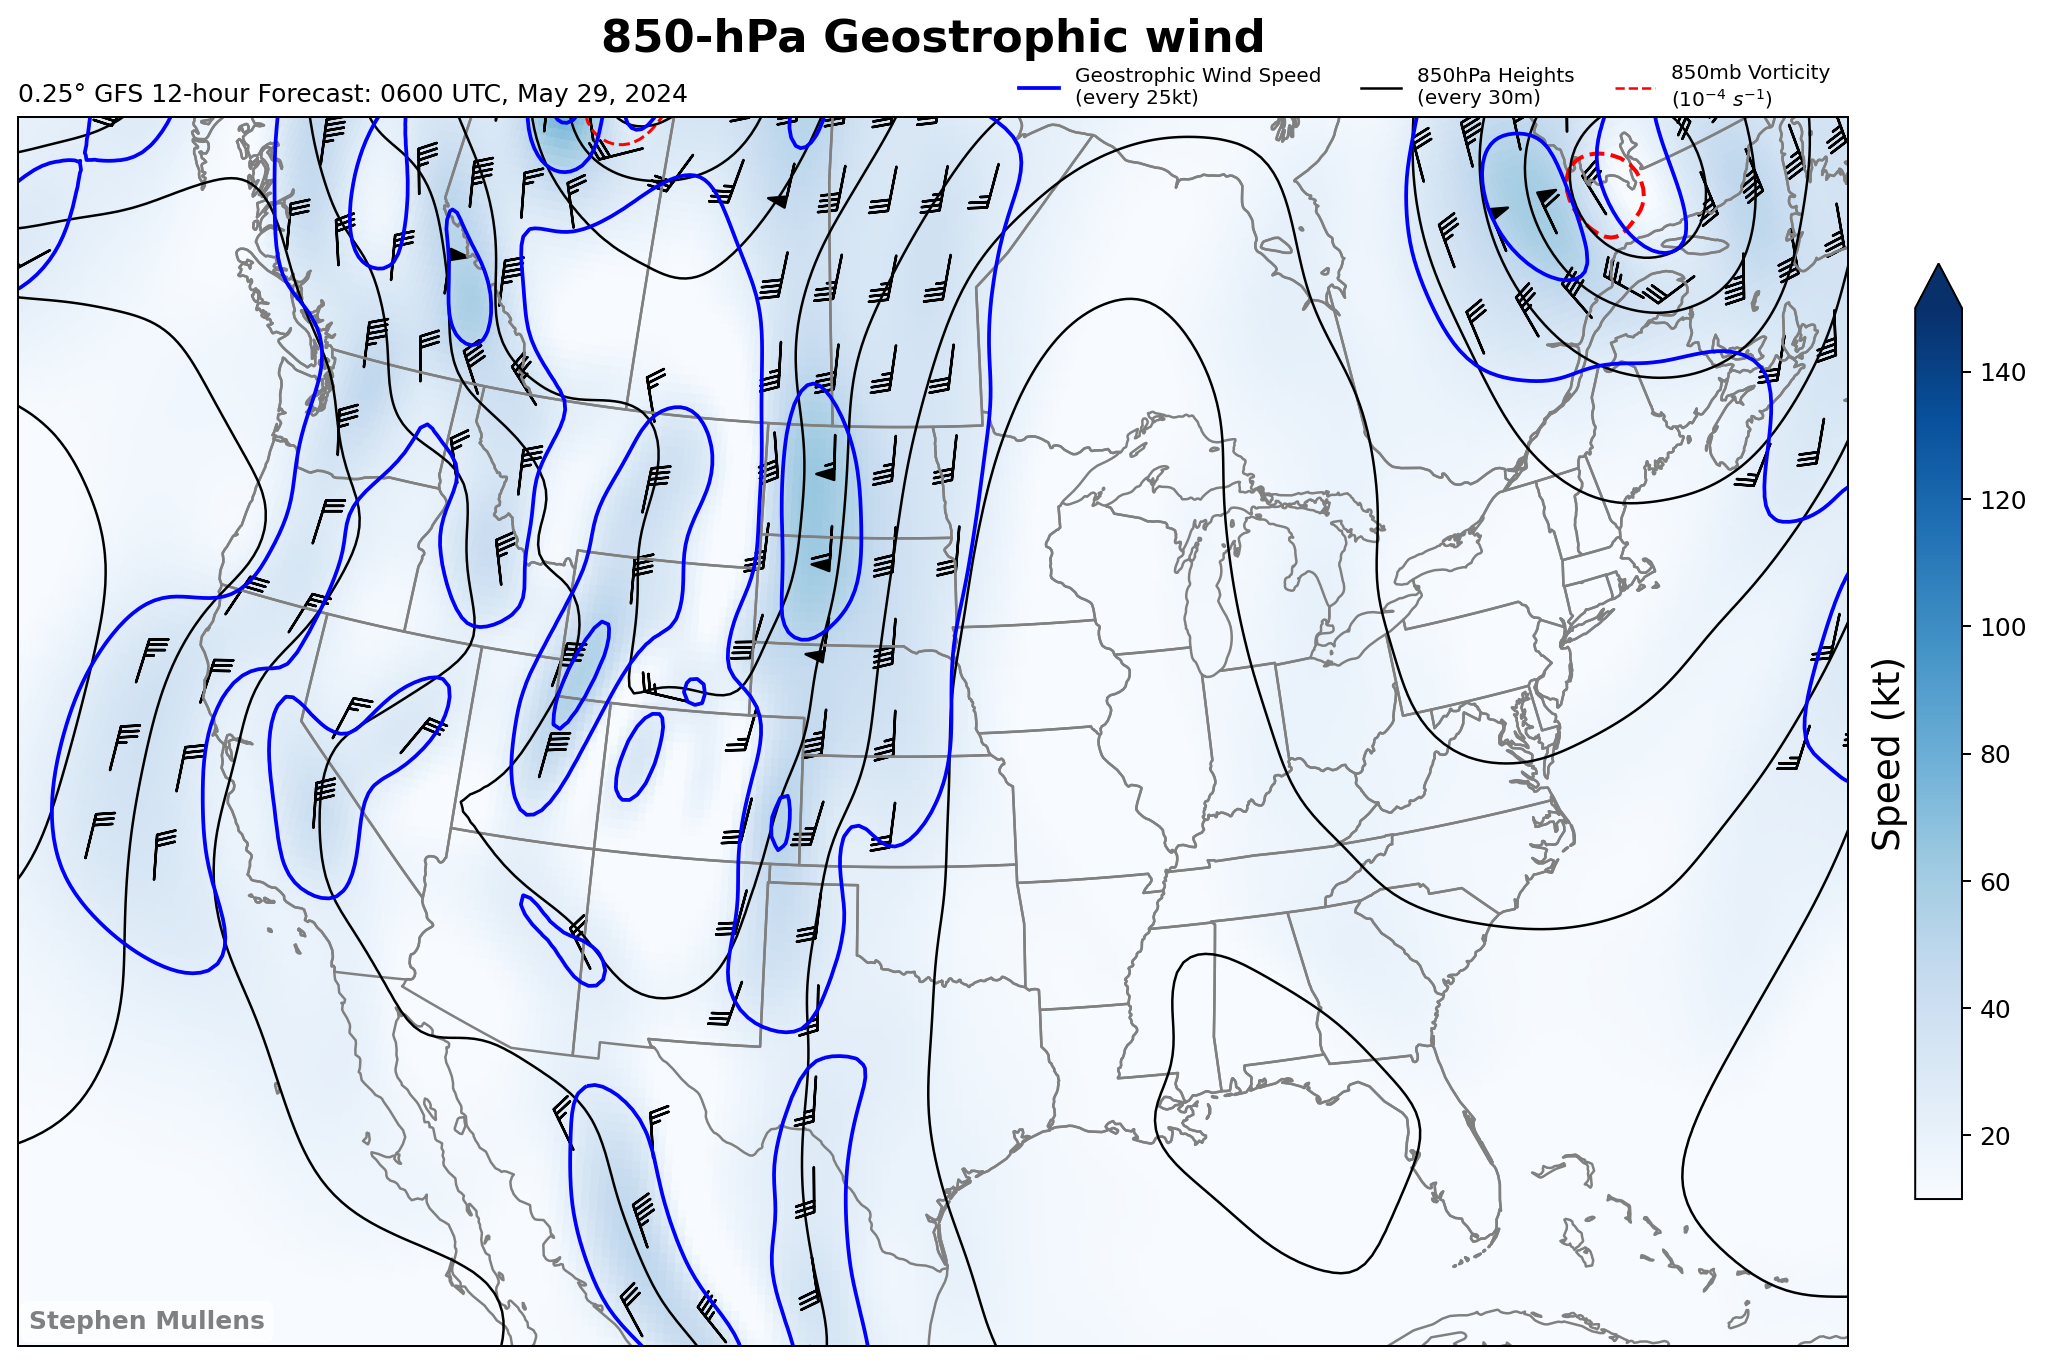 850-hPa Geostrophic wind
0.25° GFS 12-hour Forecast: 0600 UTC, May 29, 2024
Geostrophic Wind Speed
(every 25kt)
850hPa Heights
(every 30m)
850mb Vorticity
(10⁻⁴ s⁻¹)
140
120
100
80
60
40
20
Speed (kt)
Stephen Mullens